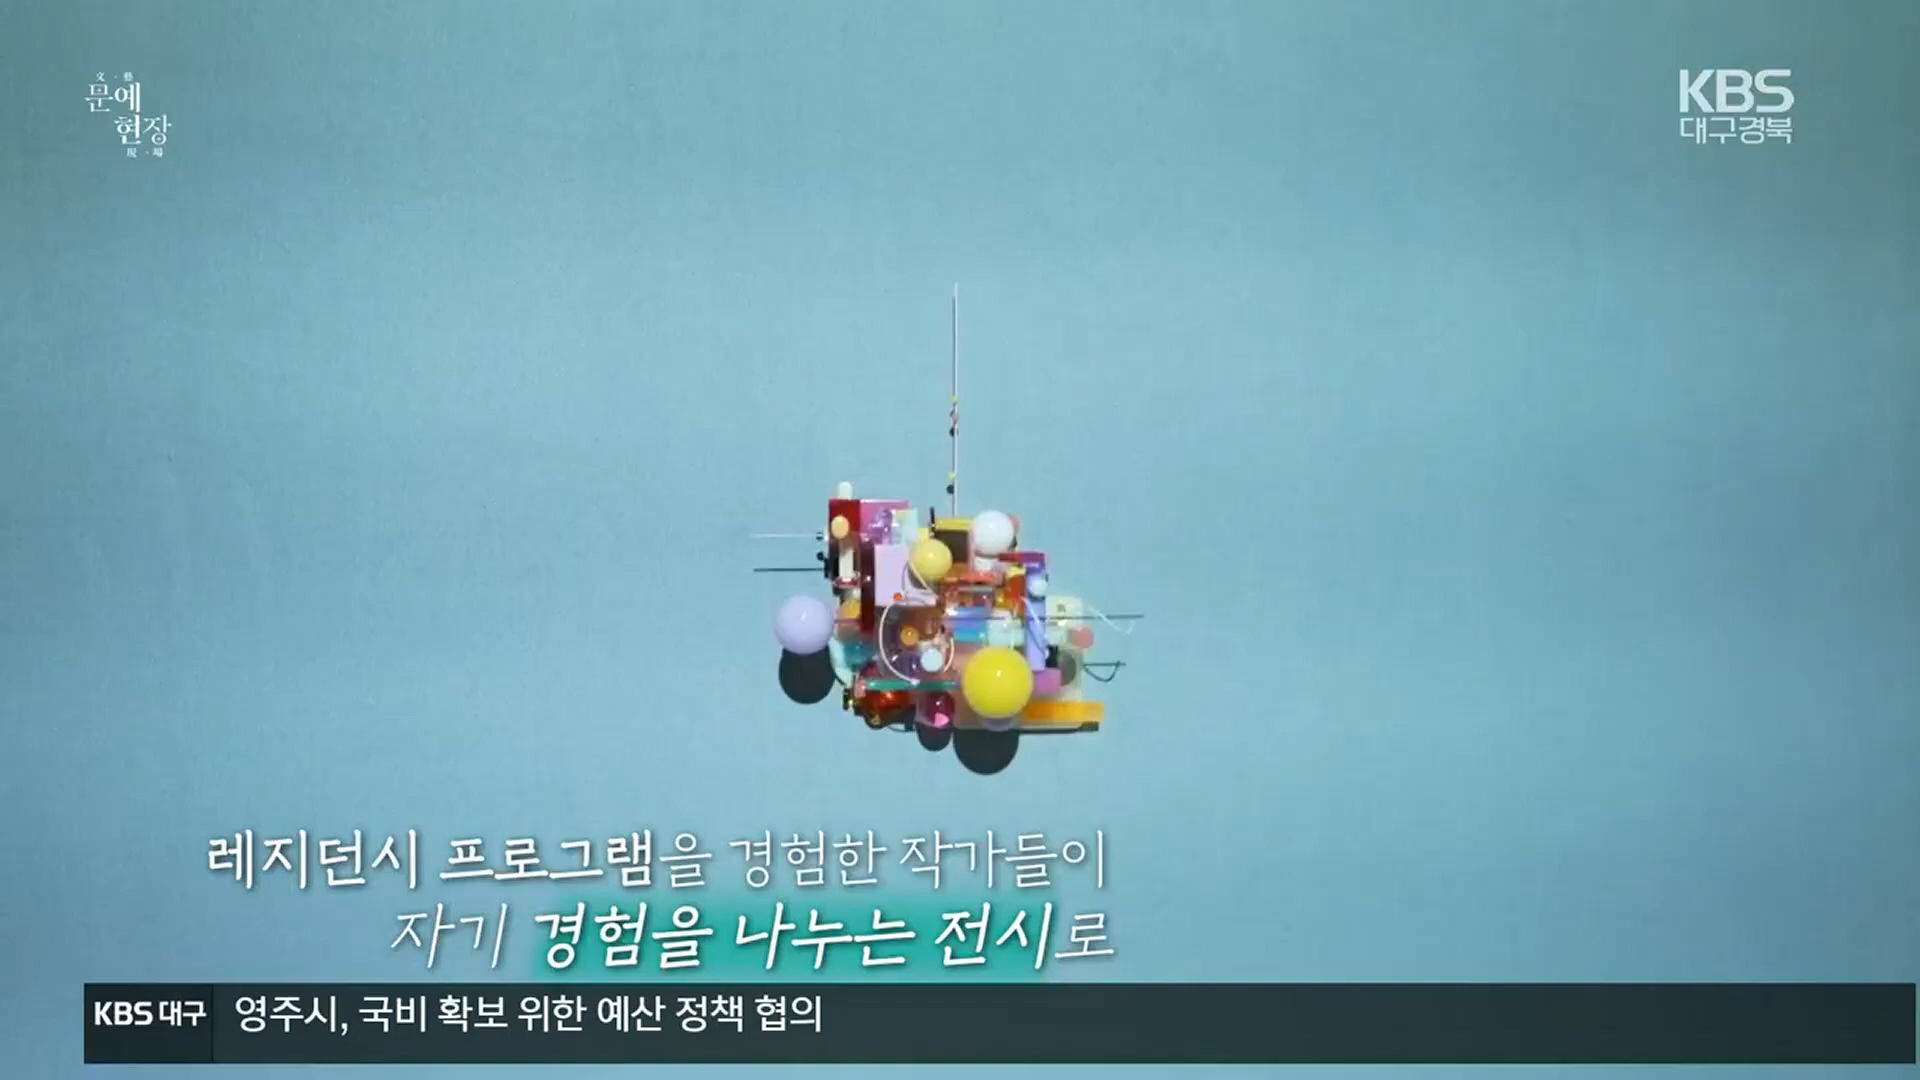 文·藝
문예
현장
現·場
KBS
대구경북
레지던시 프로그램을 경험한 작가들이
자기 경험을 나누는 전시로
KBS 대구 영주시, 국비 확보 위한 예산 정책 협의